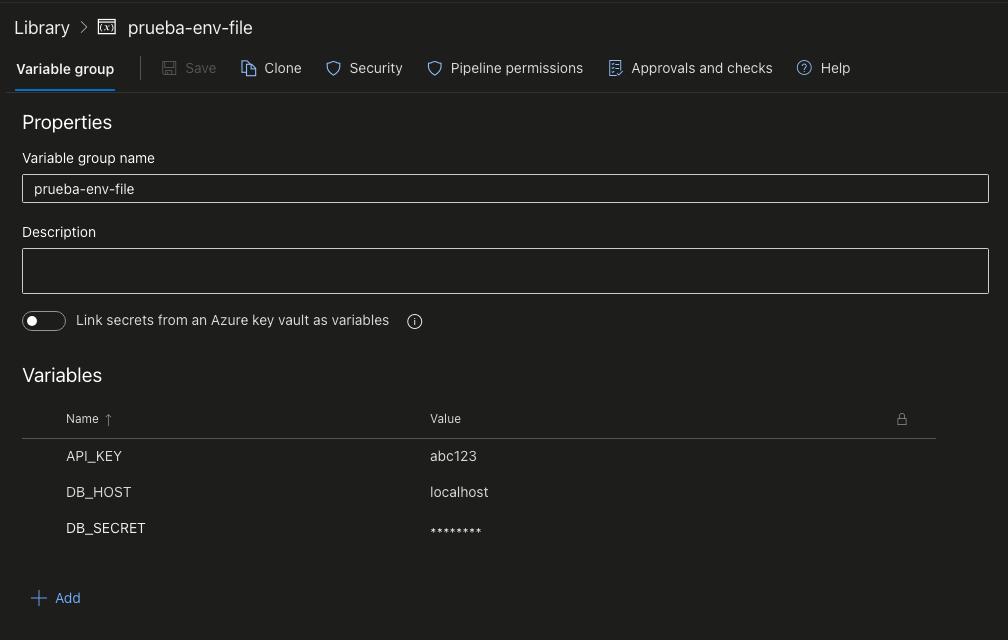 Library > prueba-env-file
Variable group Save Clone Security Pipeline permissions Approvals and checks Help
Properties
Variable group name
prueba-env-file
Description
Link secrets from an Azure key vault as variables
Variables
Name ↑ Value
API_KEY abc123
DB_HOST localhost
DB_SECRET ********
+ Add